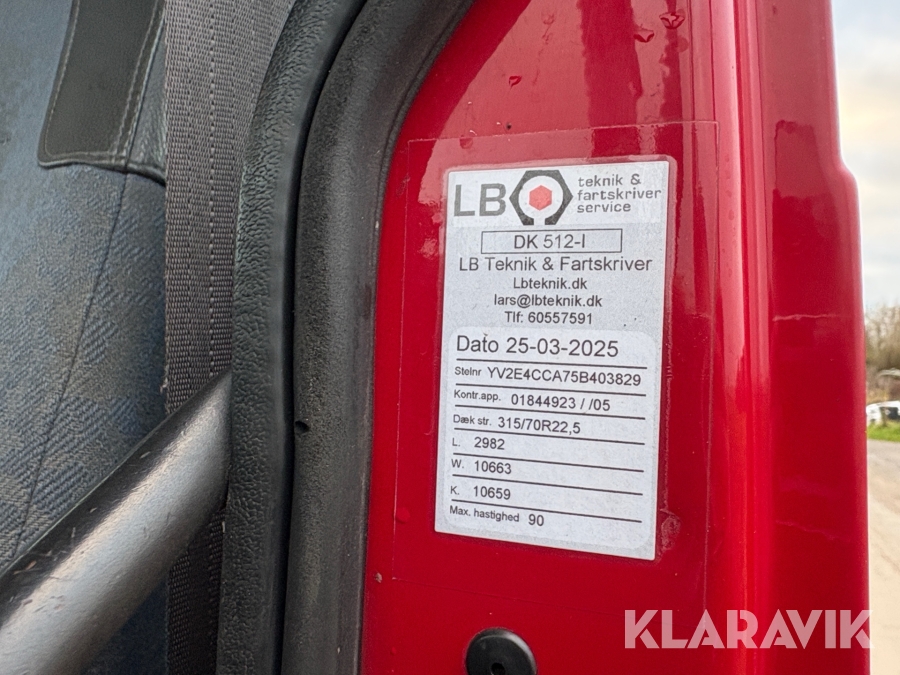 LB teknik &
fartskriver
service
DK 512-I
LB Teknik & Fartskriver
Lbteknik.dk
lars@lbteknik.dk
Tlf: 60557591
Dato 25-03-2025
Stelnr YV2E4CCA75B403829
Kontr.app. 01844923 / /05
Dæk str. 315/70R22,5
L. 2982
W. 10663
K. 10659
Max. hastighed 90
KLARAVIK